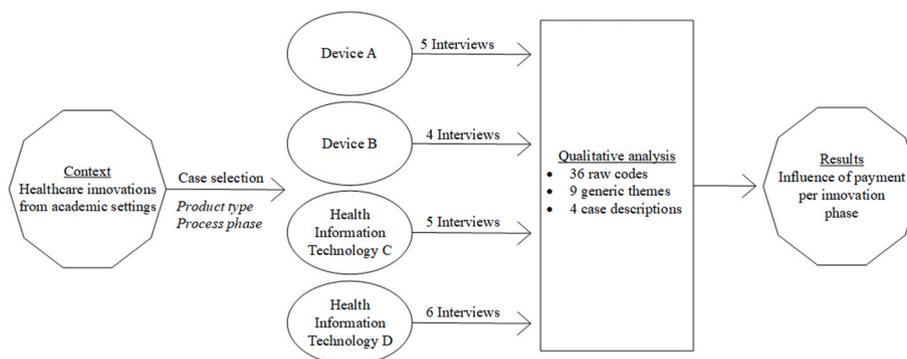 Context
Healthcare innovations
from academic settings
Case selection
Product type
Process phase
Device A
5 Interviews
Device B
4 Interviews
Health
Information
Technology C
5 Interviews
Health
Information
Technology D
6 Interviews
Qualitative analysis
• 36 raw codes
• 9 generic themes
• 4 case descriptions
Results
Influence of payment
per innovation
phase